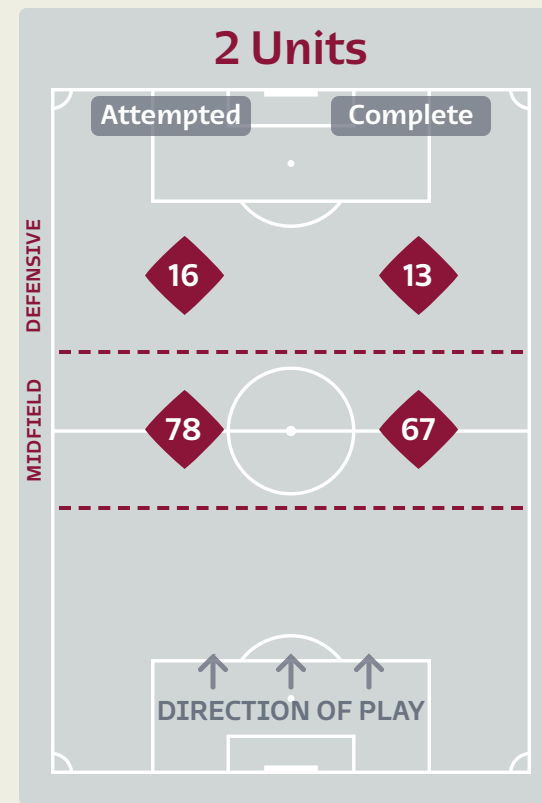 2 Units
Attempted
Complete
DEFENSIVE
16
13
MIDFIELD
78
67
DIRECTION OF PLAY